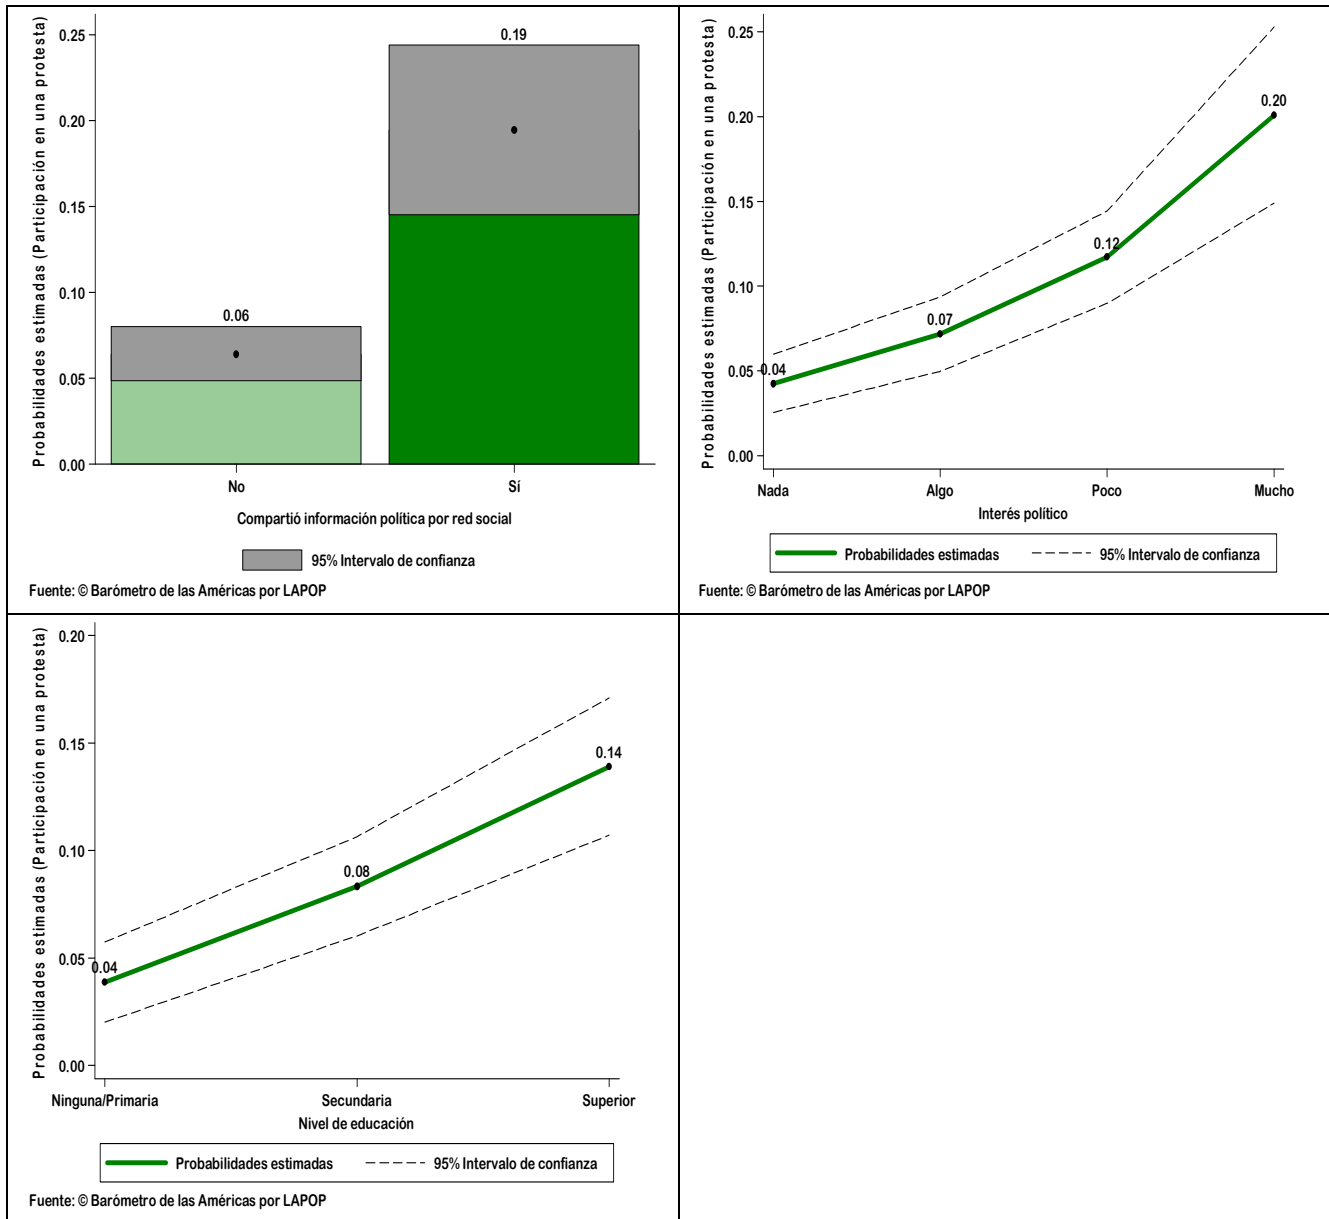 Probabilidades estimadas (Participación en una protesta)
0.25
0.20
0.15
0.10
0.05
0.00
0.06
0.19
No
Sí
Compartió información política por red social
95% Intervalo de confianza
Fuente: © Barómetro de las Américas por LAPOP
Probabilidades estimadas (Participación en una protesta)
0.25
0.20
0.15
0.10
0.05
0.00
0.04
0.07
0.12
0.20
Nada
Algo
Poco
Mucho
Interés político
Probabilidades estimadas
95% Intervalo de confianza
Fuente: © Barómetro de las Américas por LAPOP
Probabilidades estimadas (Participación en una protesta)
0.20
0.15
0.10
0.05
0.00
0.04
0.08
0.14
Ninguna/Primaria
Secundaria
Superior
Nivel de educación
Probabilidades estimadas
95% Intervalo de confianza
Fuente: © Barómetro de las Américas por LAPOP